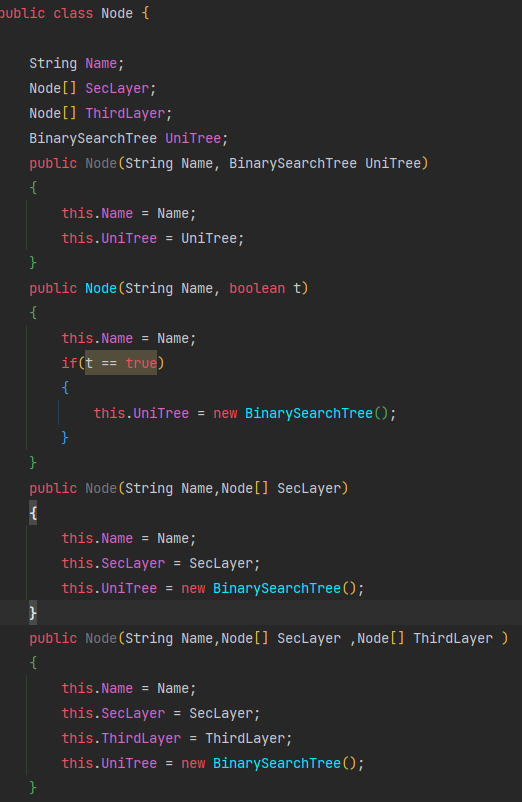 public class Node {
String Name;
Node[] SecLayer;
Node[] ThirdLayer;
BinarySearchTree UniTree;
public Node(String Name, BinarySearchTree UniTree)
{
this.Name = Name;
this.UniTree = UniTree;
}
public Node(String Name, boolean t)
{
this.Name = Name;
if(t == true)
{
this.UniTree = new BinarySearchTree();
}
}
public Node(String Name,Node[] SecLayer)
{
this.Name = Name;
this.SecLayer = SecLayer;
this.UniTree = new BinarySearchTree();
}
public Node(String Name,Node[] SecLayer ,Node[] ThirdLayer )
{
this.Name = Name;
this.SecLayer = SecLayer;
this.ThirdLayer = ThirdLayer;
this.UniTree = new BinarySearchTree();
}